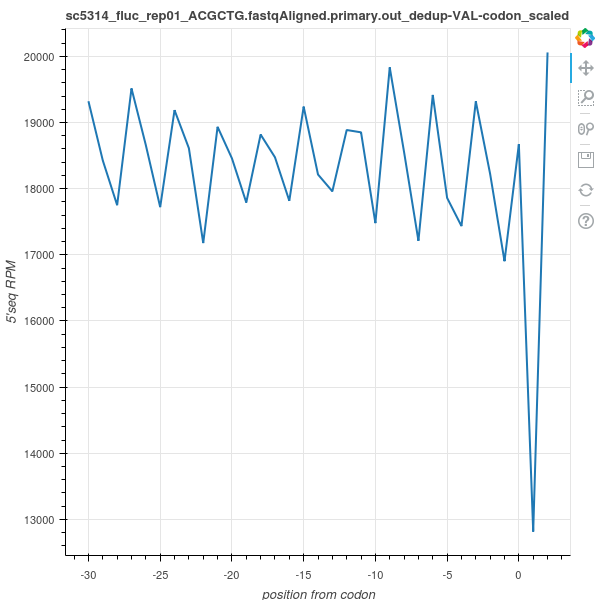 sc5314_fluc_rep01_ACGCTG.fastqAligned.primary.out_dedup-VAL-codon_scaled
20000
19000
18000
17000
16000
15000
14000
13000
5'seq RPM
-30 -25 -20 -15 -10 -5 0
position from codon